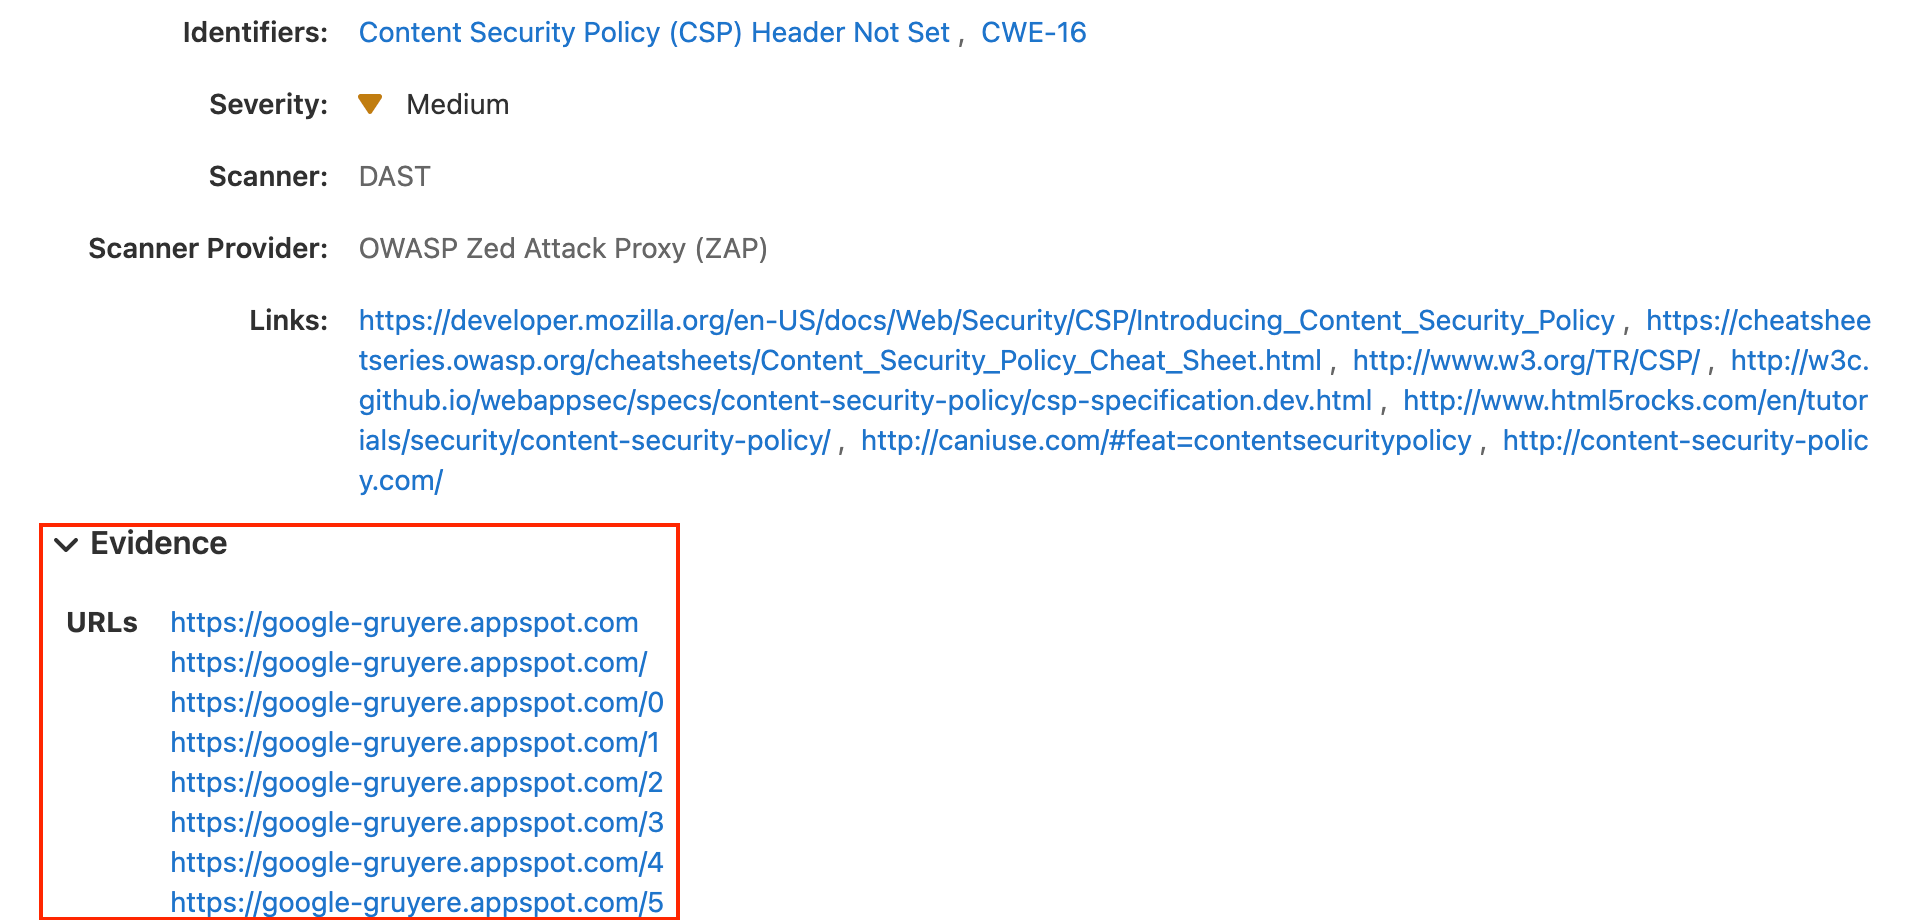 Identifiers: Content Security Policy (CSP) Header Not Set , CWE-16
Severity: Medium
Scanner: DAST
Scanner Provider: OWASP Zed Attack Proxy (ZAP)
Links: https://developer.mozilla.org/en-US/docs/Web/Security/CSP/Introducing_Content_Security_Policy , https://cheatshee
tseries.owasp.org/cheatsheets/Content_Security_Policy_Cheat_Sheet.html , http://www.w3.org/TR/CSP/ , http://w3c.
github.io/webappsec/specs/content-security-policy/csp-specification.dev.html , http://www.html5rocks.com/en/tutor
ials/security/content-security-policy/ , http://caniuse.com/#feat=contentsecuritypolicy , http://content-security-polic
y.com/
Evidence
URLs https://google-gruyere.appspot.com
https://google-gruyere.appspot.com/
https://google-gruyere.appspot.com/0
https://google-gruyere.appspot.com/1
https://google-gruyere.appspot.com/2
https://google-gruyere.appspot.com/3
https://google-gruyere.appspot.com/4
https://google-gruyere.appspot.com/5